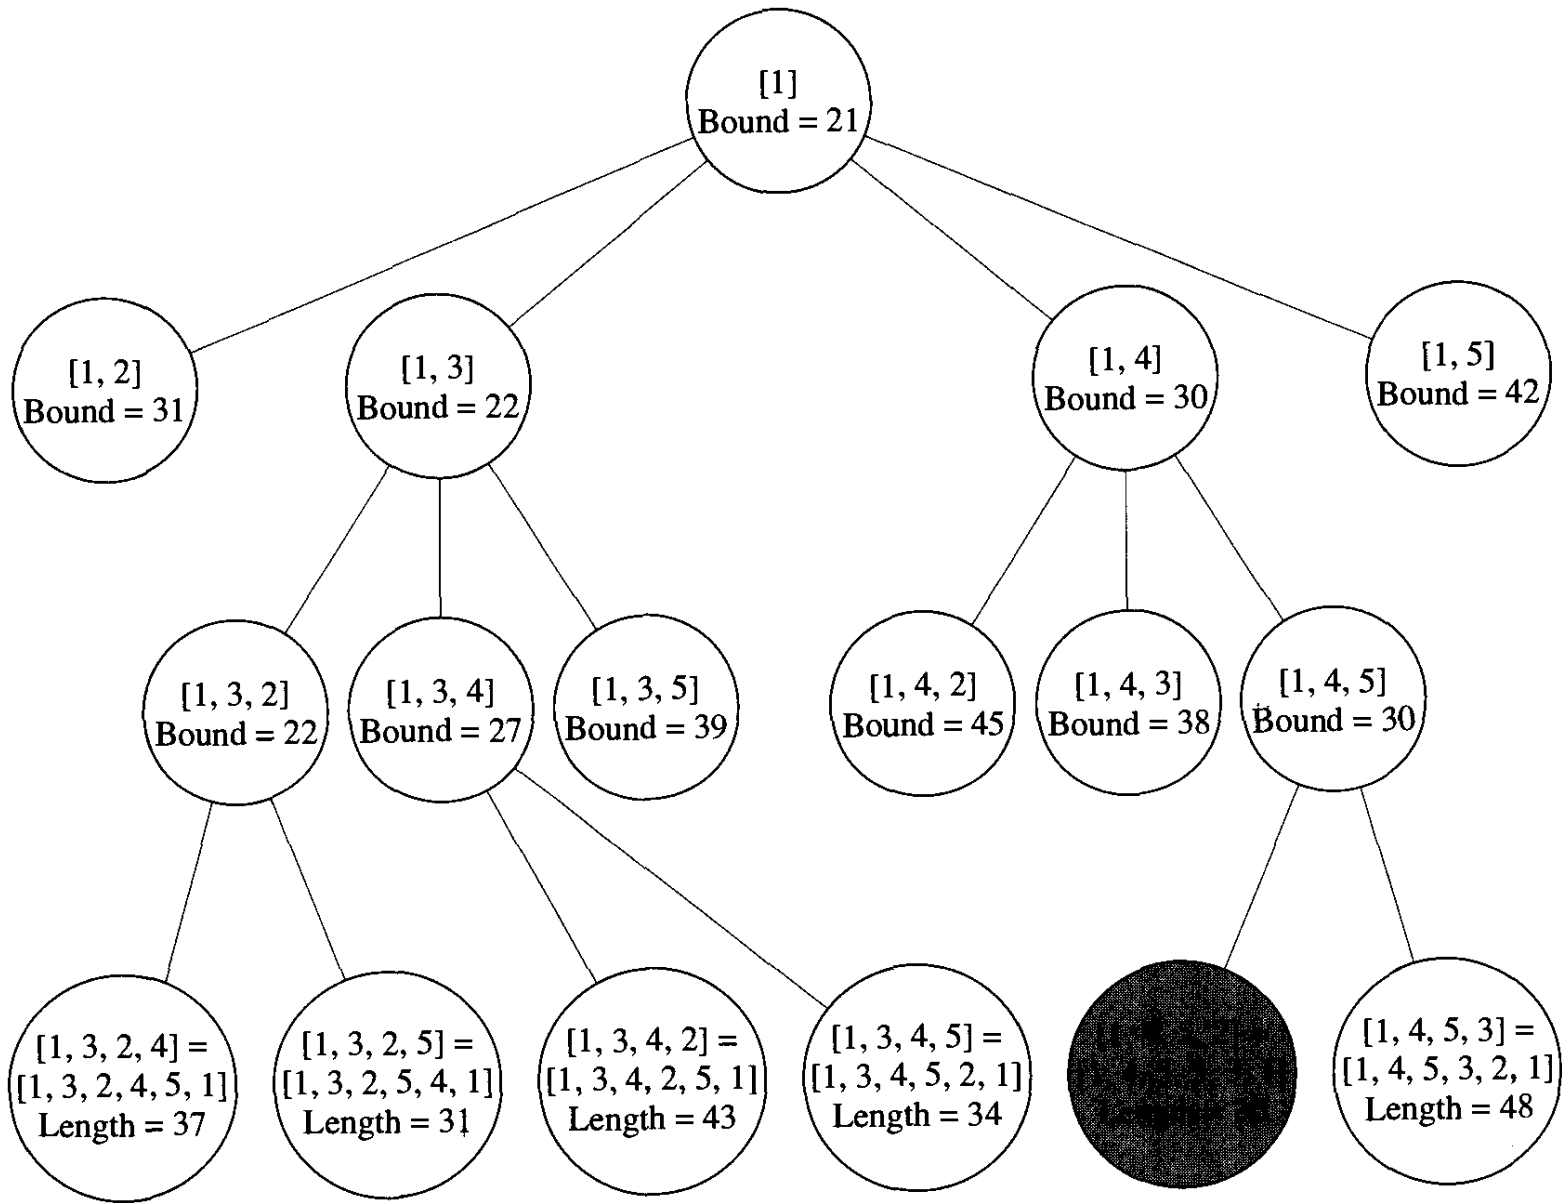 [1]
Bound = 21
[1, 2]
Bound = 31
[1, 3]
Bound = 22
[1, 4]
Bound = 30
[1, 5]
Bound = 42
[1, 3, 2]
Bound = 22
[1, 3, 4]
Bound = 27
[1, 3, 5]
Bound = 39
[1, 4, 2]
Bound = 45
[1, 4, 3]
Bound = 38
[1, 4, 5]
Bound = 30
[1, 3, 2, 4] =
[1, 3, 2, 4, 5, 1]
Length = 37
[1, 3, 2, 5] =
[1, 3, 2, 5, 4, 1]
Length = 31
[1, 3, 4, 2] =
[1, 3, 4, 2, 5, 1]
Length = 43
[1, 3, 4, 5] =
[1, 3, 4, 5, 2, 1]
Length = 34
[1, 4, 5, 3] =
[1, 4, 5, 3, 2, 1]
Length = 48